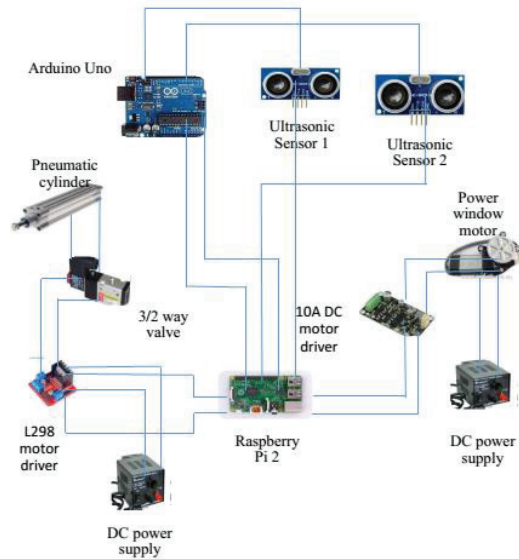 Arduino Uno
Ultrasonic
Sensor 1
Ultrasonic
Sensor 2
Pneumatic
cylinder
Power
window
motor
3/2 way
valve
10A DC
motor
driver
L298
motor
driver
Raspberry
Pi 2
DC power
supply
DC power
supply